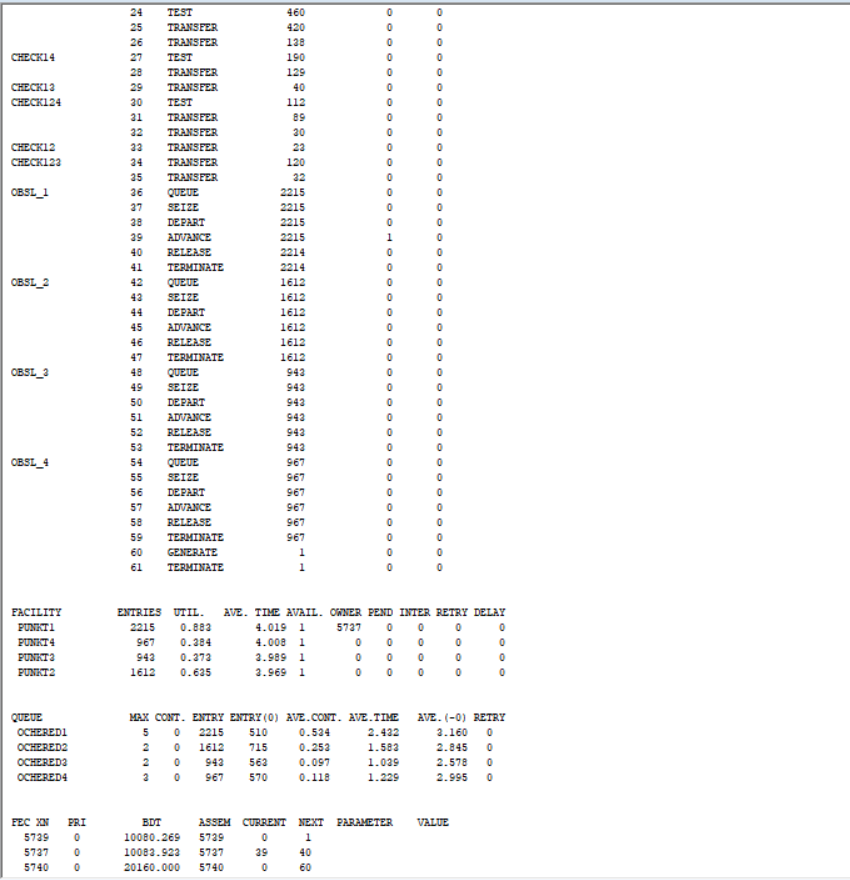 24 TEST 460 0 0
25 TRANSFER 420 0 0
26 TRANSFER 138 0 0
CHECK14 27 TEST 190 0 0
28 TRANSFER 129 0 0
CHECK13 29 TRANSFER 40 0 0
CHECK124 30 TEST 112 0 0
31 TRANSFER 89 0 0
32 TRANSFER 30 0 0
CHECK12 33 TRANSFER 23 0 0
CHECK123 34 TRANSFER 120 0 0
35 TRANSFER 32 0 0
OBSL_1 36 QUEUE 2215 0 0
37 SEIZE 2215 0 0
38 DEPART 2215 0 0
39 ADVANCE 2215 1 0
40 RELEASE 2214 0 0
41 TERMINATE 2214 0 0
OBSL_2 42 QUEUE 1612 0 0
43 SEIZE 1612 0 0
44 DEPART 1612 0 0
45 ADVANCE 1612 0 0
46 RELEASE 1612 0 0
47 TERMINATE 1612 0 0
OBSL_3 48 QUEUE 943 0 0
49 SEIZE 943 0 0
50 DEPART 943 0 0
51 ADVANCE 943 0 0
52 RELEASE 943 0 0
53 TERMINATE 943 0 0
OBSL_4 54 QUEUE 967 0 0
55 SEIZE 967 0 0
56 DEPART 967 0 0
57 ADVANCE 967 0 0
58 RELEASE 967 0 0
59 TERMINATE 967 0 0
60 GENERATE 1 0 0
61 TERMINATE 1 0 0
FACILITY ENTRIES UTIL. AVE. TIME AVAIL. OWNER PEND INTER RETRY DELAY
PUNKT1 2215 0.883 4.019 1 5737 0 0 0 0
PUNKT4 967 0.384 4.008 1 0 0 0 0 0
PUNKT3 943 0.373 3.989 1 0 0 0 0 0
PUNKT2 1612 0.635 3.969 1 0 0 0 0 0
QUEUE MAX CONT. ENTRY ENTRY(0) AVE.CONT. AVE.TIME AVE.(-0) RETRY
OCHERED1 5 0 2215 510 0.534 2.432 3.160 0
OCHERED2 2 0 1612 715 0.253 1.583 2.845 0
OCHERED3 2 0 943 563 0.097 1.039 2.578 0
OCHERED4 3 0 967 570 0.118 1.229 2.995 0
FEC XN PRI BDT ASSEM CURRENT NEXT PARAMETER VALUE
5739 0 10080.269 5739 0 1
5737 0 10083.923 5737 39 40
5740 0 20160.000 5740 0 60